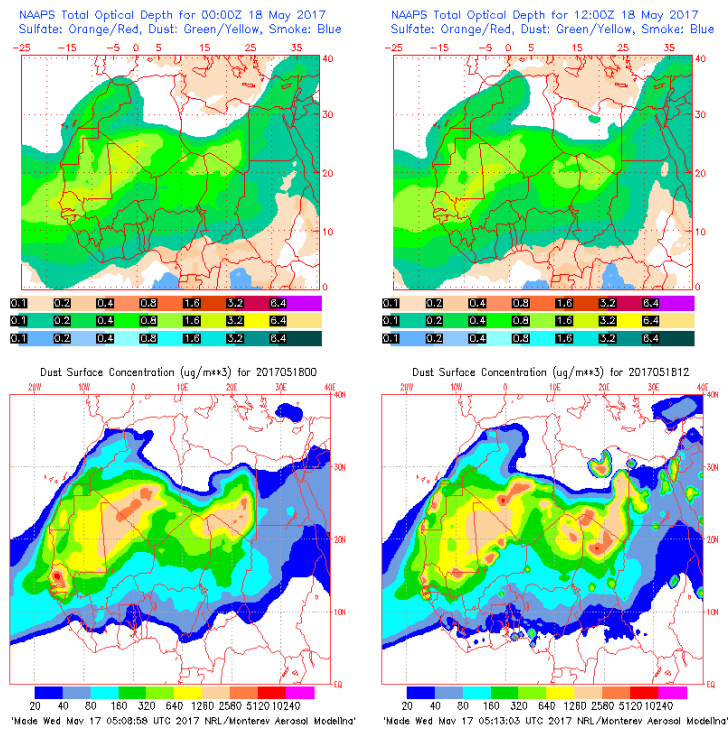 NAAPS Total Optical Depth for 00:00Z 18 May 2017
Sulfate: Orange/Red, Dust: Green/Yellow, Smoke: Blue
-25 -15 -5 0 5 15 25 35
40
30
20
10
0
0.1 0.2 0.4 0.8 1.6 3.2 6.4
0.1 0.2 0.4 0.8 1.6 3.2 6.4
0.1 0.2 0.4 0.8 1.6 3.2 6.4
NAAPS Total Optical Depth for 12:00Z 18 May 2017
Sulfate: Orange/Red, Dust: Green/Yellow, Smoke: Blue
-25 -15 -5 0 5 15 25 35
40
30
20
10
0
0.1 0.2 0.4 0.8 1.6 3.2 6.4
0.1 0.2 0.4 0.8 1.6 3.2 6.4
0.1 0.2 0.4 0.8 1.6 3.2 6.4
Dust Surface Concentration (ug/m**3) for 2017051800
20W 10W 0 10E 20E 30E 40E
40N
30N
20N
10N
EQ
20 40 80 160 320 640 1280 2580 5120 10240
'Made Wed May 17 05:08:58 UTC 2017 NRL/Monterey Aerosol Modelling'
Dust Surface Concentration (ug/m**3) for 2017051812
20W 10W 0 10E 20E 30E 40E
40N
30N
20N
10N
EQ
20 40 80 160 320 640 1280 2580 5120 10240
'Made Wed May 17 05:13:03 UTC 2017 NRL/Monterey Aerosol Modelling'